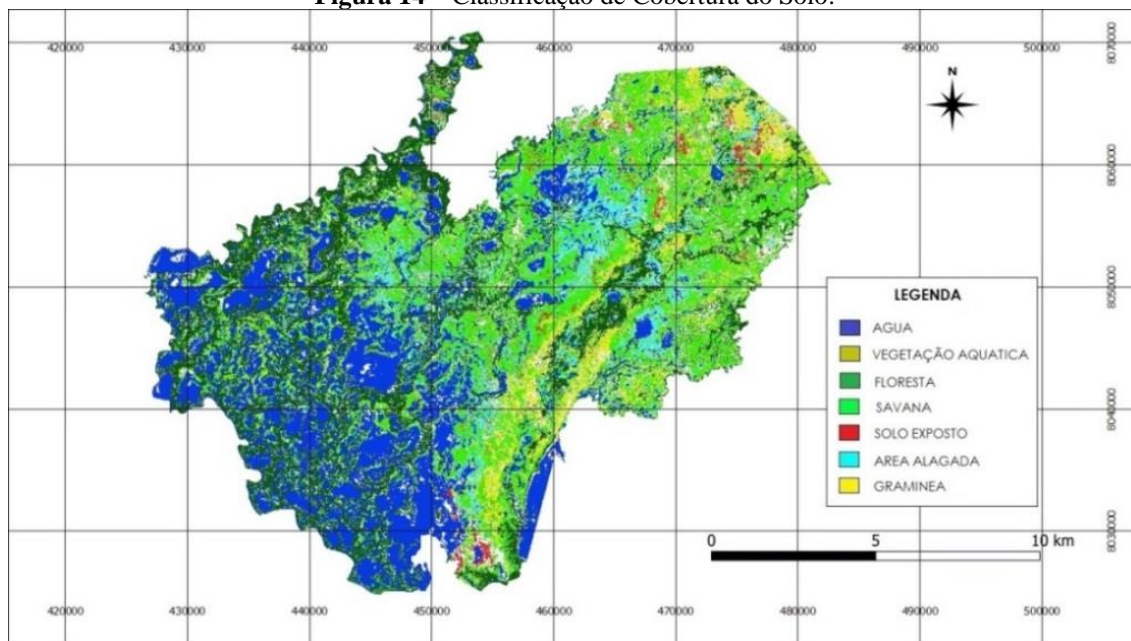 Figura 14 – Classificação de Cobertura do Solo.
420000 430000 440000 450000 460000 470000 480000 490000 500000
8070000
N
8060000
8050000
LEGENDA
AGUA
VEGETAÇÃO AQUATICA
FLORESTA
SAVANA
SOLO EXPOSTO
AREA ALAGADA
GRAMINEA
8040000
8030000
0 5 10 km
420000 430000 440000 450000 460000 470000 480000 490000 500000